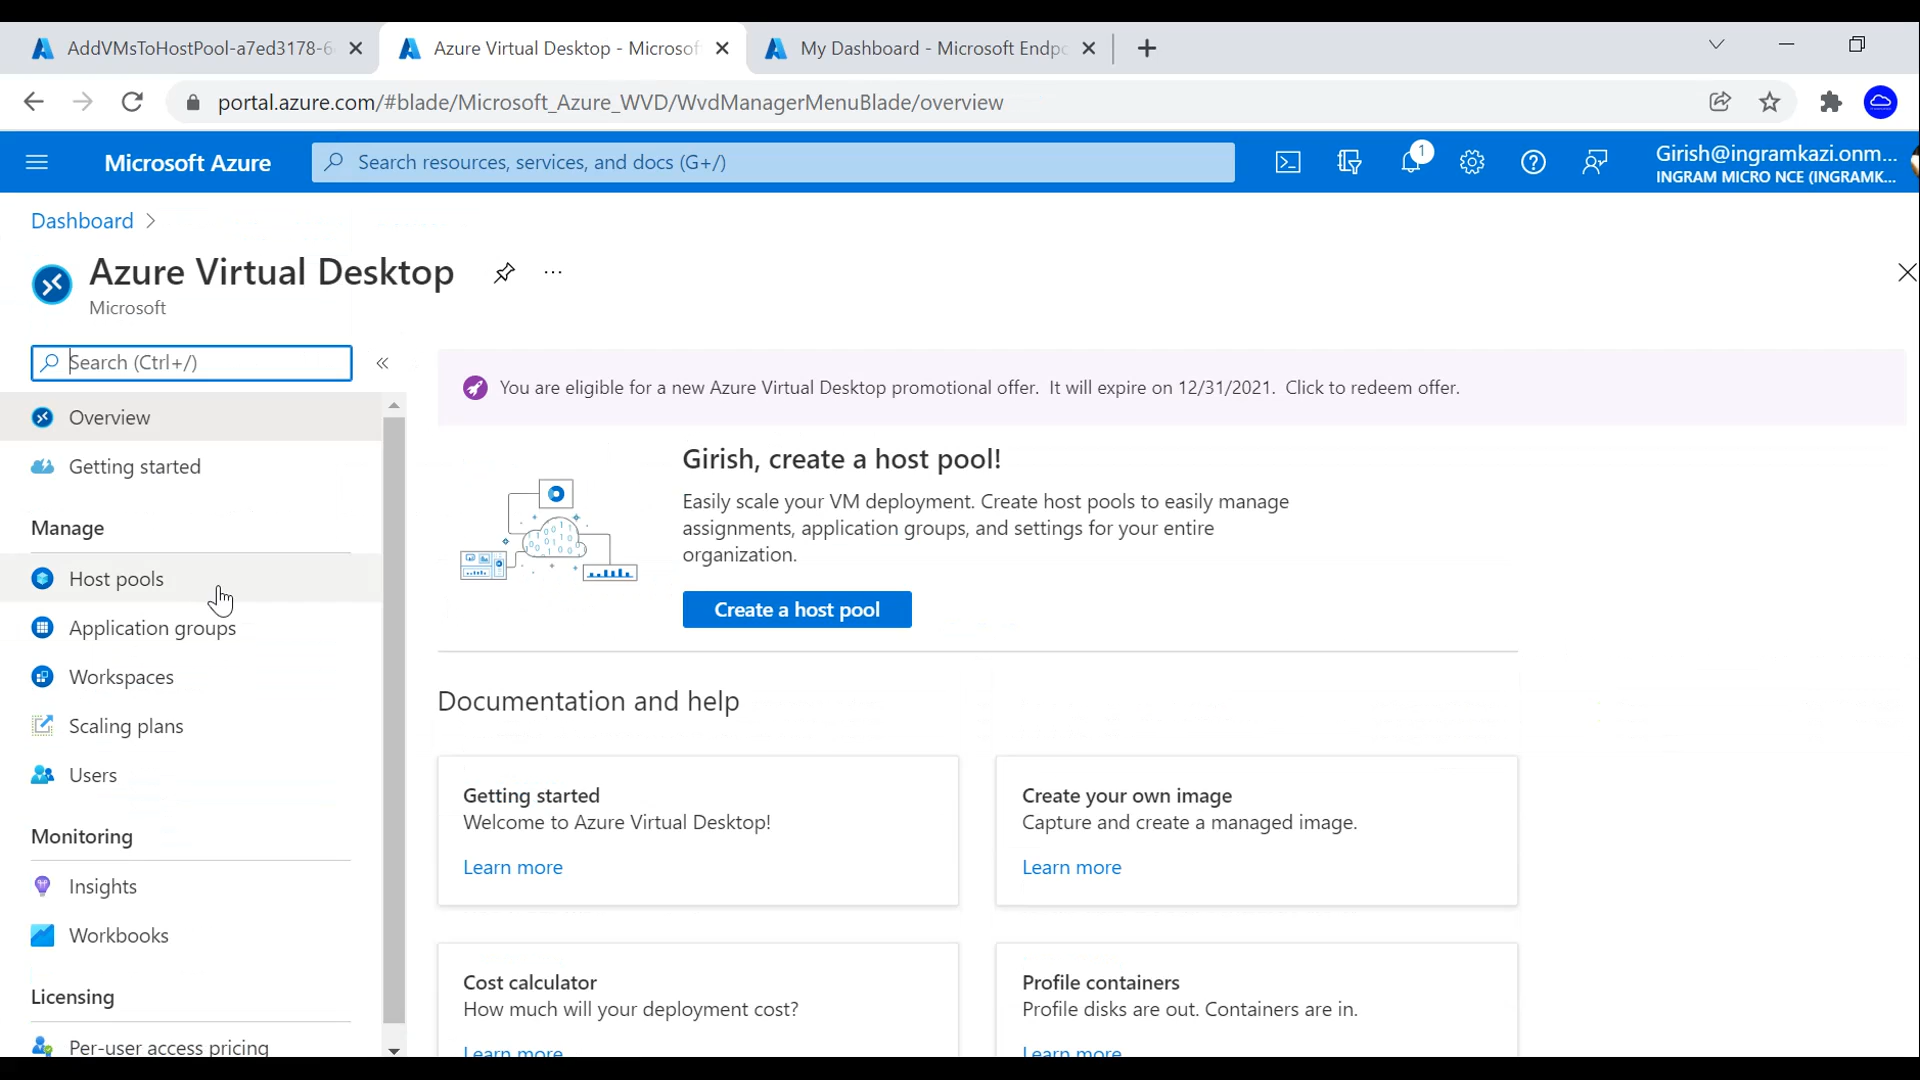 AddVMsToHostPool-a7ed3178-6
Azure Virtual Desktop - Microsof
My Dashboard - Microsoft Endpo
portal.azure.com/#blade/Microsoft_Azure_WVD/WvdManagerMenuBlade/overview
Microsoft Azure
Search resources, services, and docs (G+/)
1
Girish@ingramkazi.onm...
INGRAM MICRO NCE (INGRAMK...
Dashboard
Azure Virtual Desktop
...
Microsoft
Search (Ctrl+/)
Overview
Getting started
Manage
Host pools
Application groups
Workspaces
Scaling plans
Users
Monitoring
Insights
Workbooks
Licensing
Per-user access pricing
You are eligible for a new Azure Virtual Desktop promotional offer. It will expire on 12/31/2021. Click to redeem offer.
Girish, create a host pool!
Easily scale your VM deployment. Create host pools to easily manage
assignments, application groups, and settings for your entire
organization.
Create a host pool
Documentation and help
Getting started
Welcome to Azure Virtual Desktop!
Learn more
Create your own image
Capture and create a managed image.
Learn more
Cost calculator
How much will your deployment cost?
Learn more
Profile containers
Profile disks are out. Containers are in.
Learn more